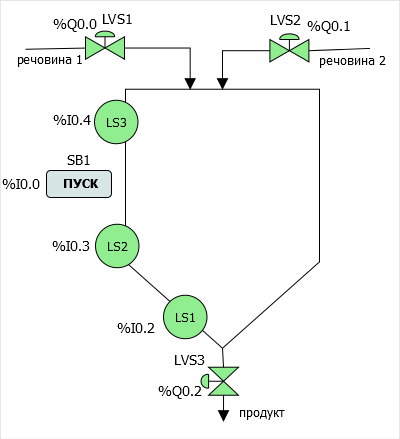 %Q0.0 LVS1
LVS2 %Q0.1
речовина 1
речовина 2
%I0.4 LS3
SB1
%I0.0 ПУСК
%I0.3 LS2
%I0.2 LS1
LVS3
%Q0.2
продукт